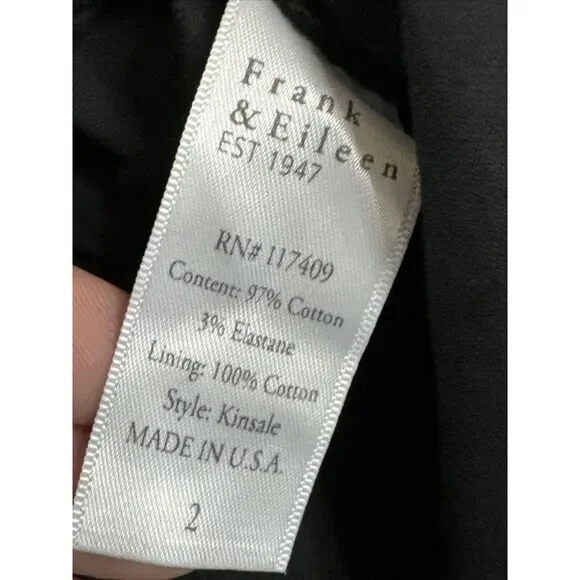 Frank
& Eileen
EST 1947
RN# 117409
Content: 97% Cotton
3% Elastane
Lining: 100% Cotton
Style: Kinsale
MADE IN U.S.A.
2